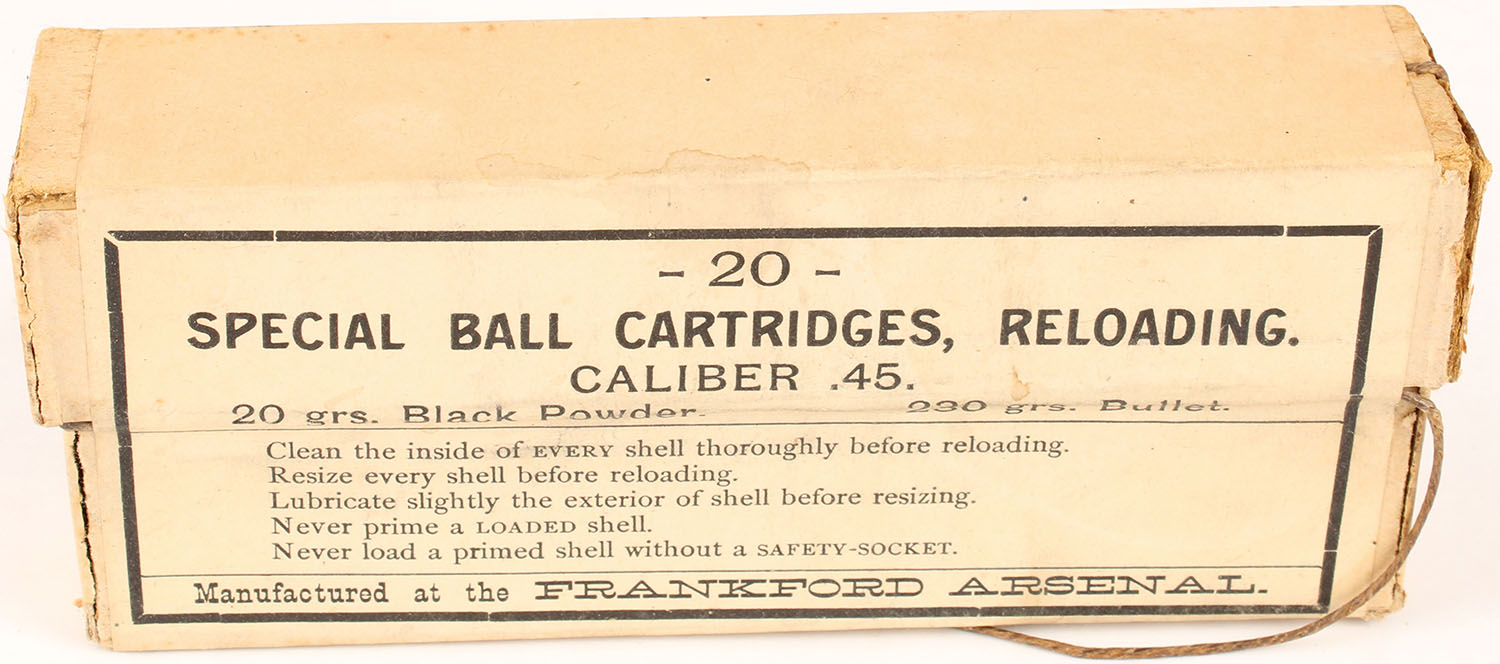 - 20 -
SPECIAL BALL CARTRIDGES, RELOADING.
CALIBER .45.
20 grs. Black Powder. 230 grs. Bullet.
Clean the inside of EVERY shell thoroughly before reloading.
Resize every shell before reloading.
Lubricate slightly the exterior of shell before resizing.
Never prime a LOADED shell.
Never load a primed shell without a SAFETY-SOCKET.
Manufactured at the FRANKFORD ARSENAL.